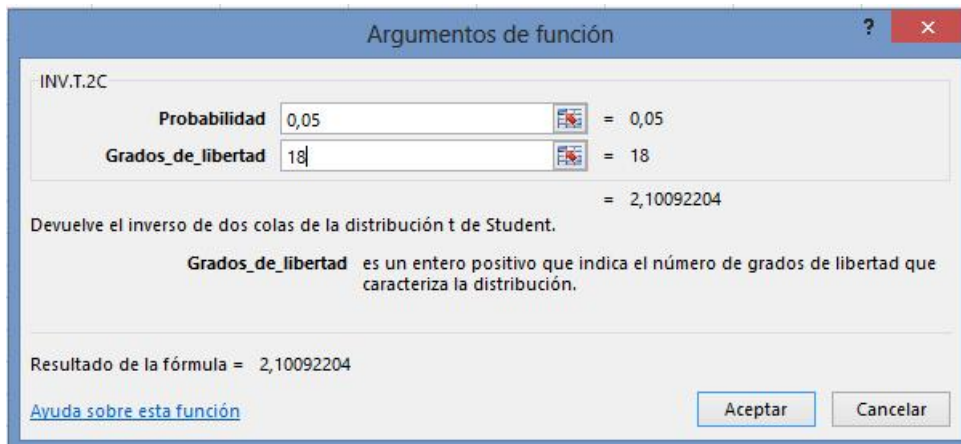 Argumentos de función
? ×
INV.T.2C
Probabilidad 0,05 = 0,05
Grados_de_libertad 18 = 18
= 2,10092204
Devuelve el inverso de dos colas de la distribución t de Student.
Grados_de_libertad es un entero positivo que indica el número de grados de libertad que
caracteriza la distribución.
Resultado de la fórmula = 2,10092204
Ayuda sobre esta función
Aceptar Cancelar